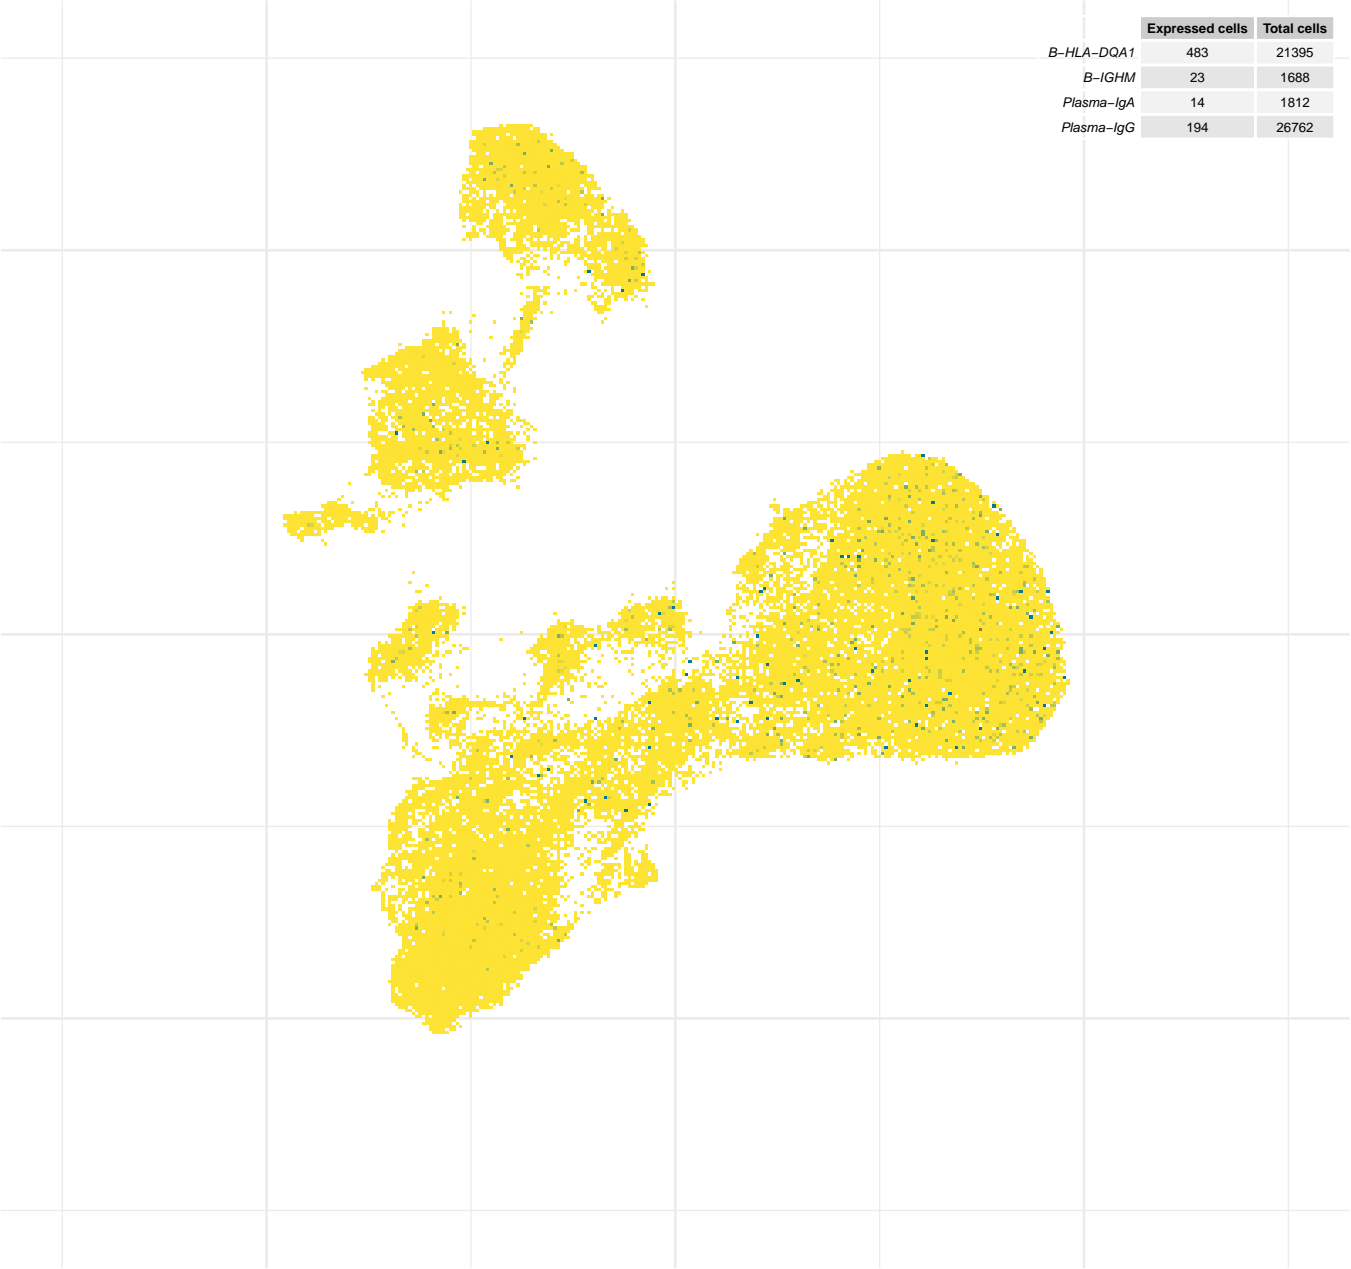 Expressed cells Total cells
B−HLA−DQA1 483 21395
B−IGHM 23 1688
Plasma−IgA 14 1812
Plasma−IgG 194 26762